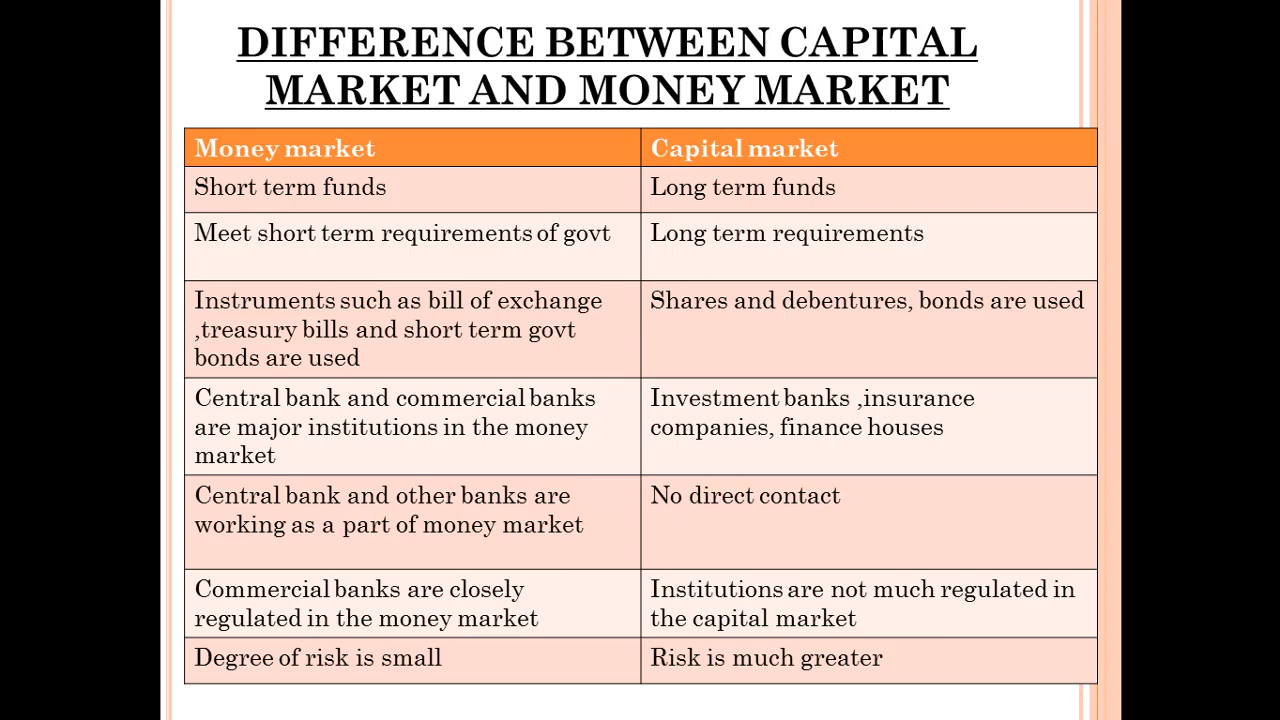 DIFFERENCE BETWEEN CAPITAL
MARKET AND MONEY MARKET
Money market
Capital market
Short term funds
Long term funds
Meet short term requirements of govt
Long term requirements
Instruments such as bill of exchange
,treasury bills and short term govt
bonds are used
Shares and debentures, bonds are used
Central bank and commercial banks
are major institutions in the money
market
Investment banks ,insurance
companies, finance houses
Central bank and other banks are
working as a part of money market
No direct contact
Commercial banks are closely
regulated in the money market
Institutions are not much regulated in
the capital market
Degree of risk is small
Risk is much greater